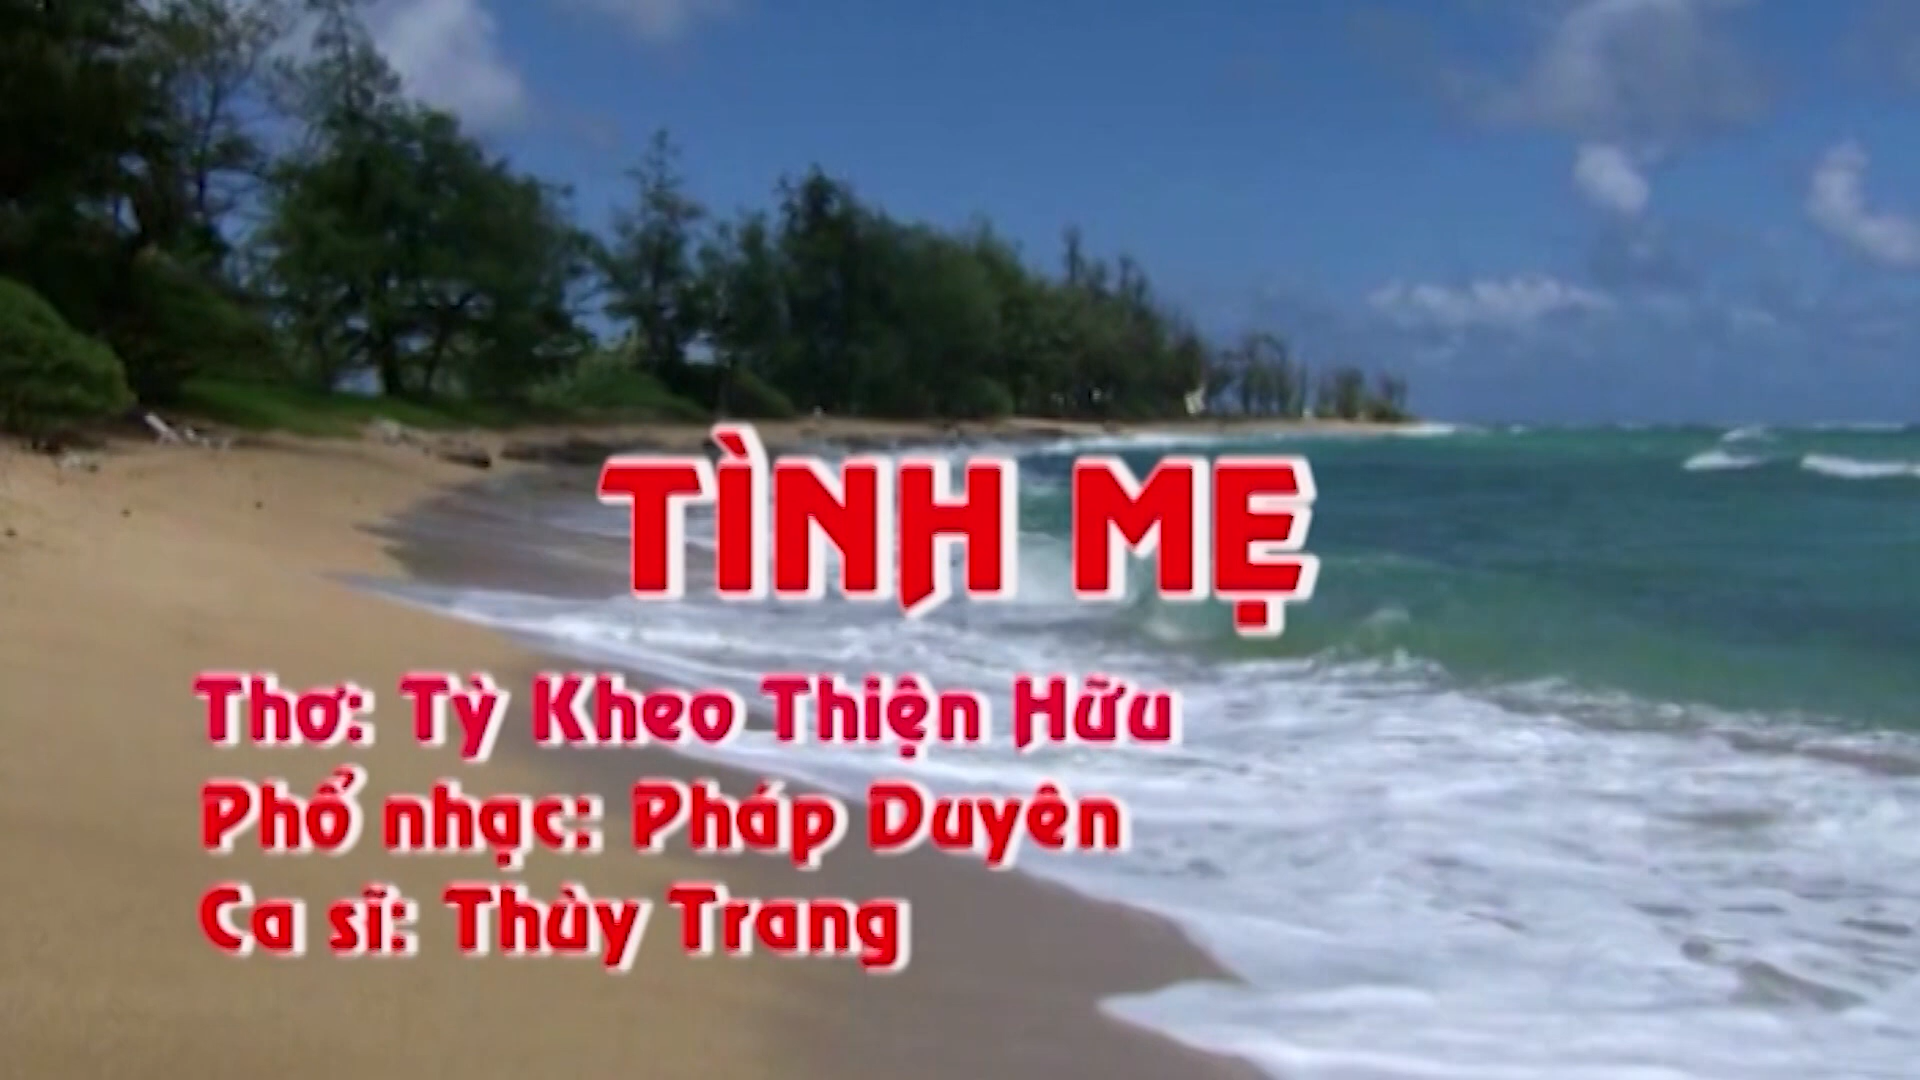 TÌNH MẸ
Thơ: Tỳ Kheo Thiện Hữu
Phổ nhạc: Pháp Duyên
Ca sĩ: Thùy Trang